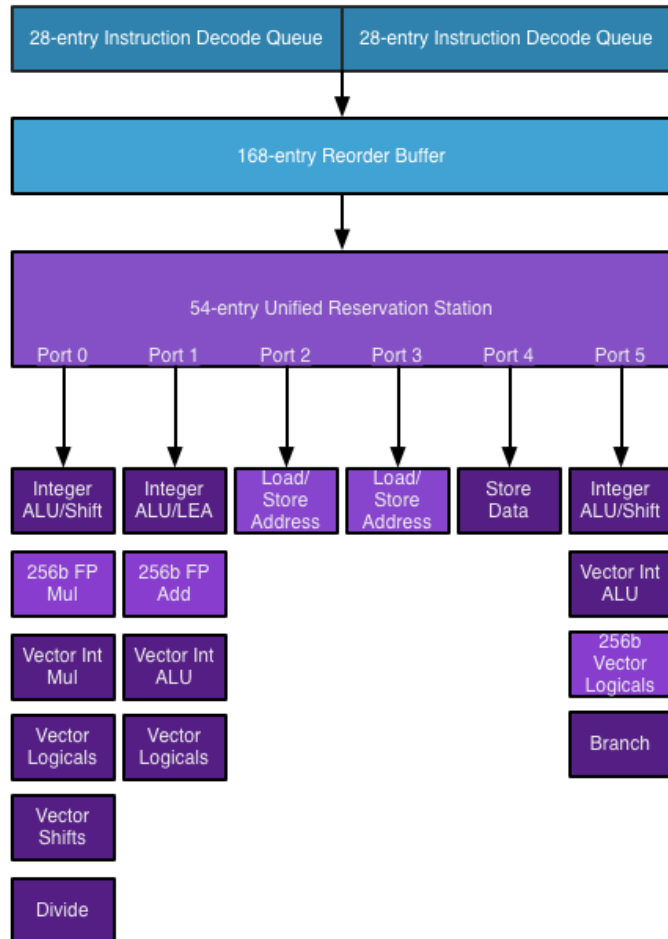 28-entry Instruction Decode Queue
28-entry Instruction Decode Queue
168-entry Reorder Buffer
54-entry Unified Reservation Station
Port 0
Port 1
Port 2
Port 3
Port 4
Port 5
Integer
ALU/Shift
Integer
ALU/LEA
Load/
Store
Address
Load/
Store
Address
Store
Data
Integer
ALU/Shift
256b FP
Mul
256b FP
Add
Vector Int
ALU
Vector Int
Mul
Vector Int
ALU
256b
Vector
Logicals
Vector
Logicals
Vector
Logicals
Branch
Vector
Shifts
Divide